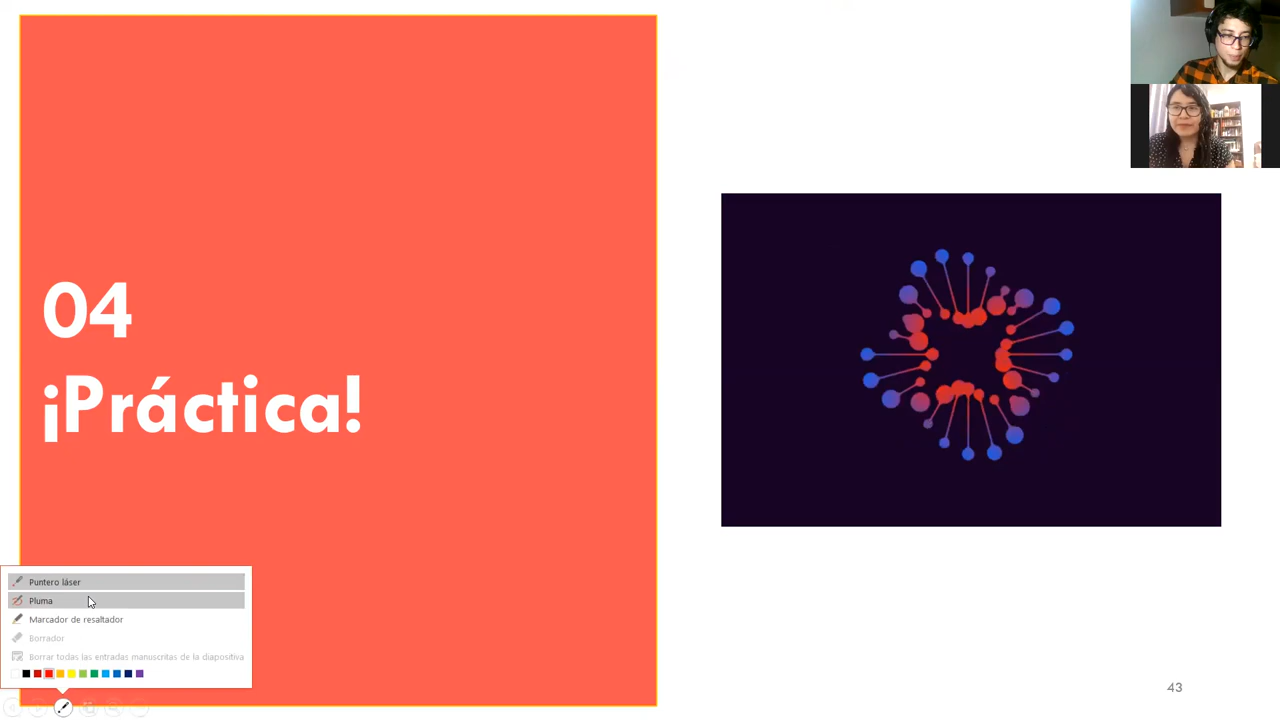 04
¡Práctica!
Puntero láser
Pluma
Marcador de resaltador
Borrador
Borrar todas las entradas manuscritas de la diapositiva
43